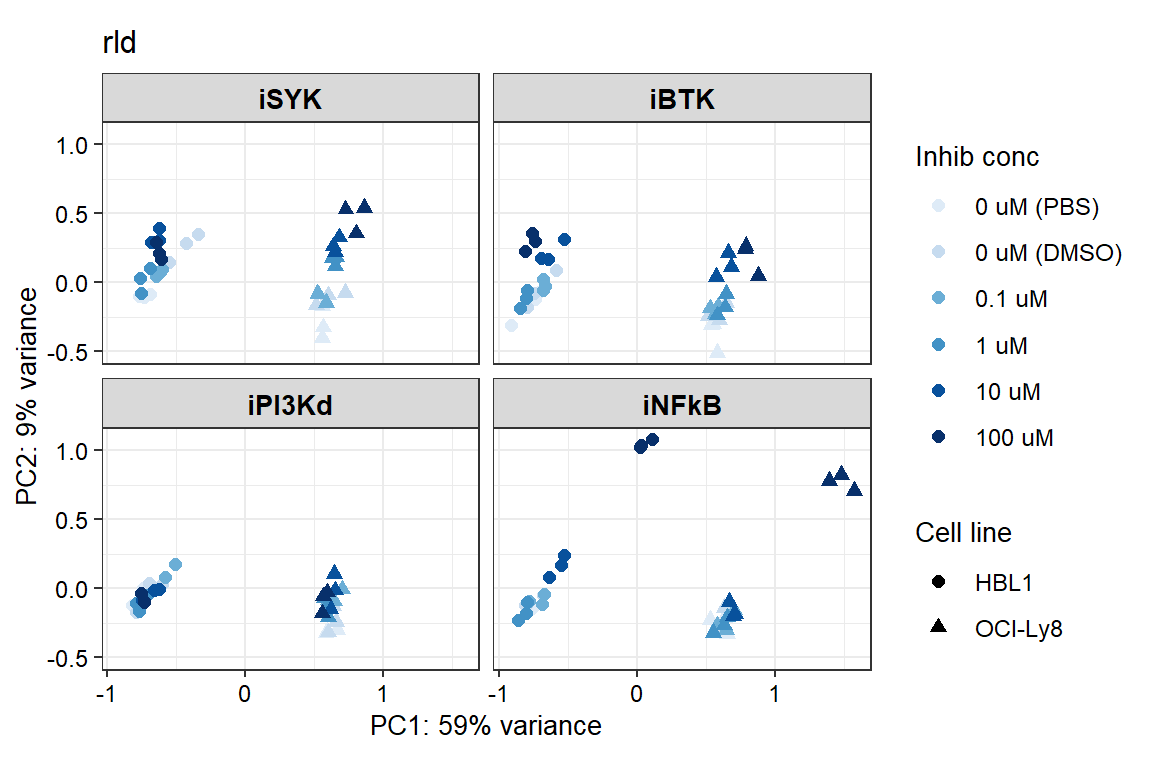 rld
iSYK
iBTK
1.0
0.5
0.0
-0.5
iPI3Kd
iNFkB
1.0
0.5
0.0
-0.5
-1
0
1
-1
0
1
PC1: 59% variance
PC2: 9% variance
Inhib conc
0 uM (PBS)
0 uM (DMSO)
0.1 uM
1 uM
10 uM
100 uM
Cell line
HBL1
OCI-Ly8